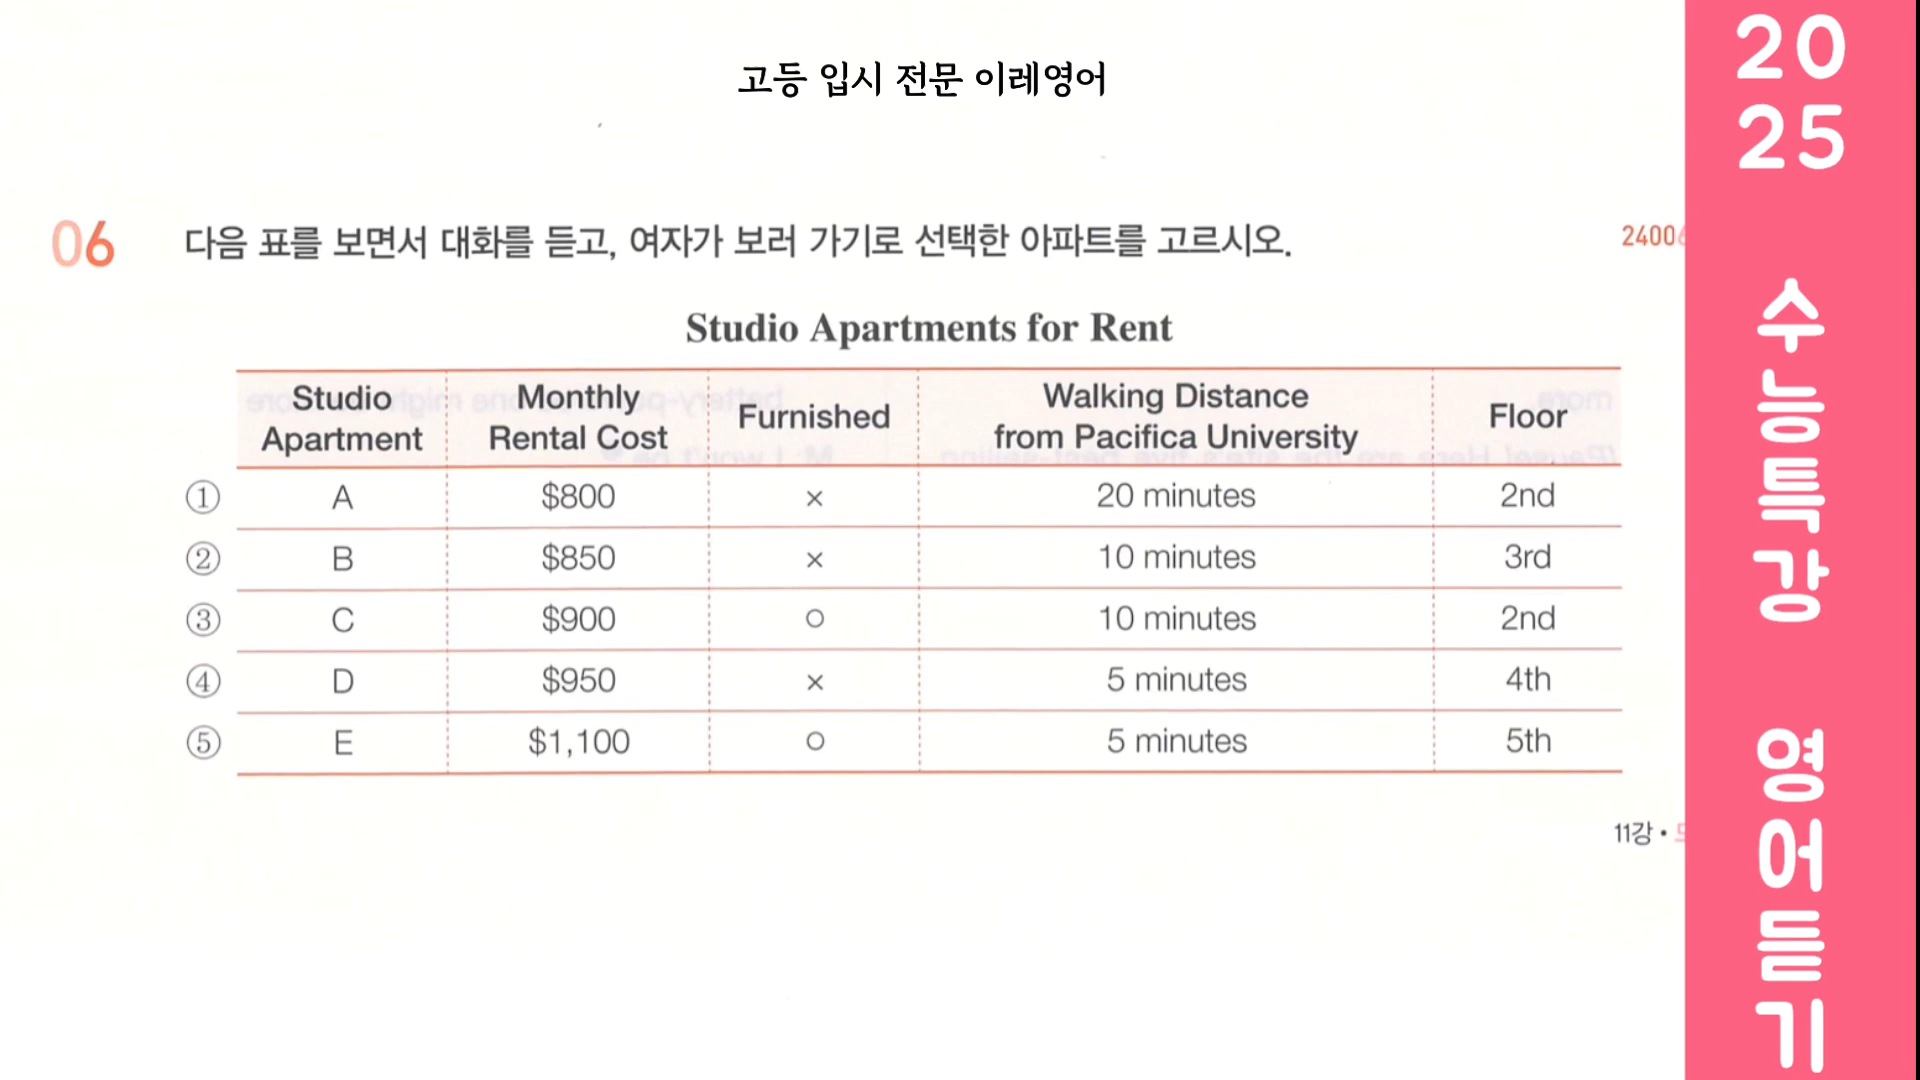 고등 입시 전문 이레영어
06 다음 표를 보면서 대화를 듣고, 여자가 보러 가기로 선택한 아파트를 고르시오. 2400
Studio Apartments for Rent
Studio Apartment Monthly Rental Cost Furnished Walking Distance from Pacifica University Floor
① A $800 × 20 minutes 2nd
② B $850 × 10 minutes 3rd
③ C $900 ○ 10 minutes 2nd
④ D $950 × 5 minutes 4th
⑤ E $1,100 ○ 5 minutes 5th
11강 •
2025 수능특강 영어듣기